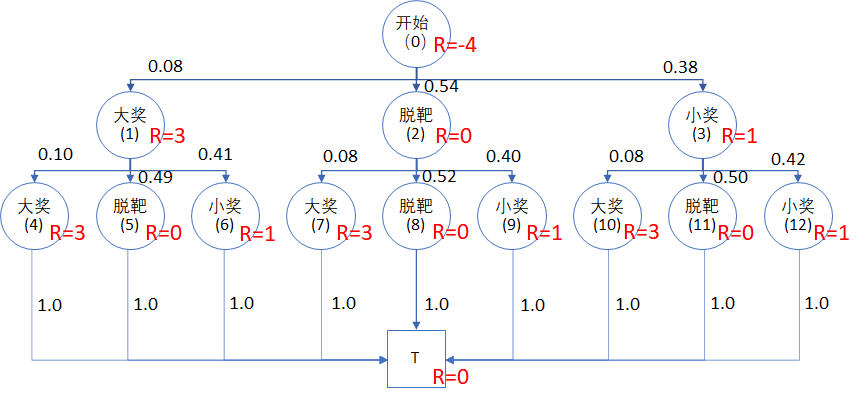 开始
(0)
R=-4
0.08
0.54
0.38
大奖
(1)
R=3
脱靶
(2)
R=0
小奖
(3)
R=1
0.10
0.49
0.41
0.08
0.52
0.40
0.08
0.50
0.42
大奖
(4)
R=3
脱靶
(5)
R=0
小奖
(6)
R=1
大奖
(7)
R=3
脱靶
(8)
R=0
小奖
(9)
R=1
大奖
(10)
R=3
脱靶
(11)
R=0
小奖
(12)
R=1
1.0
1.0
1.0
1.0
1.0
1.0
1.0
1.0
1.0
T
R=0